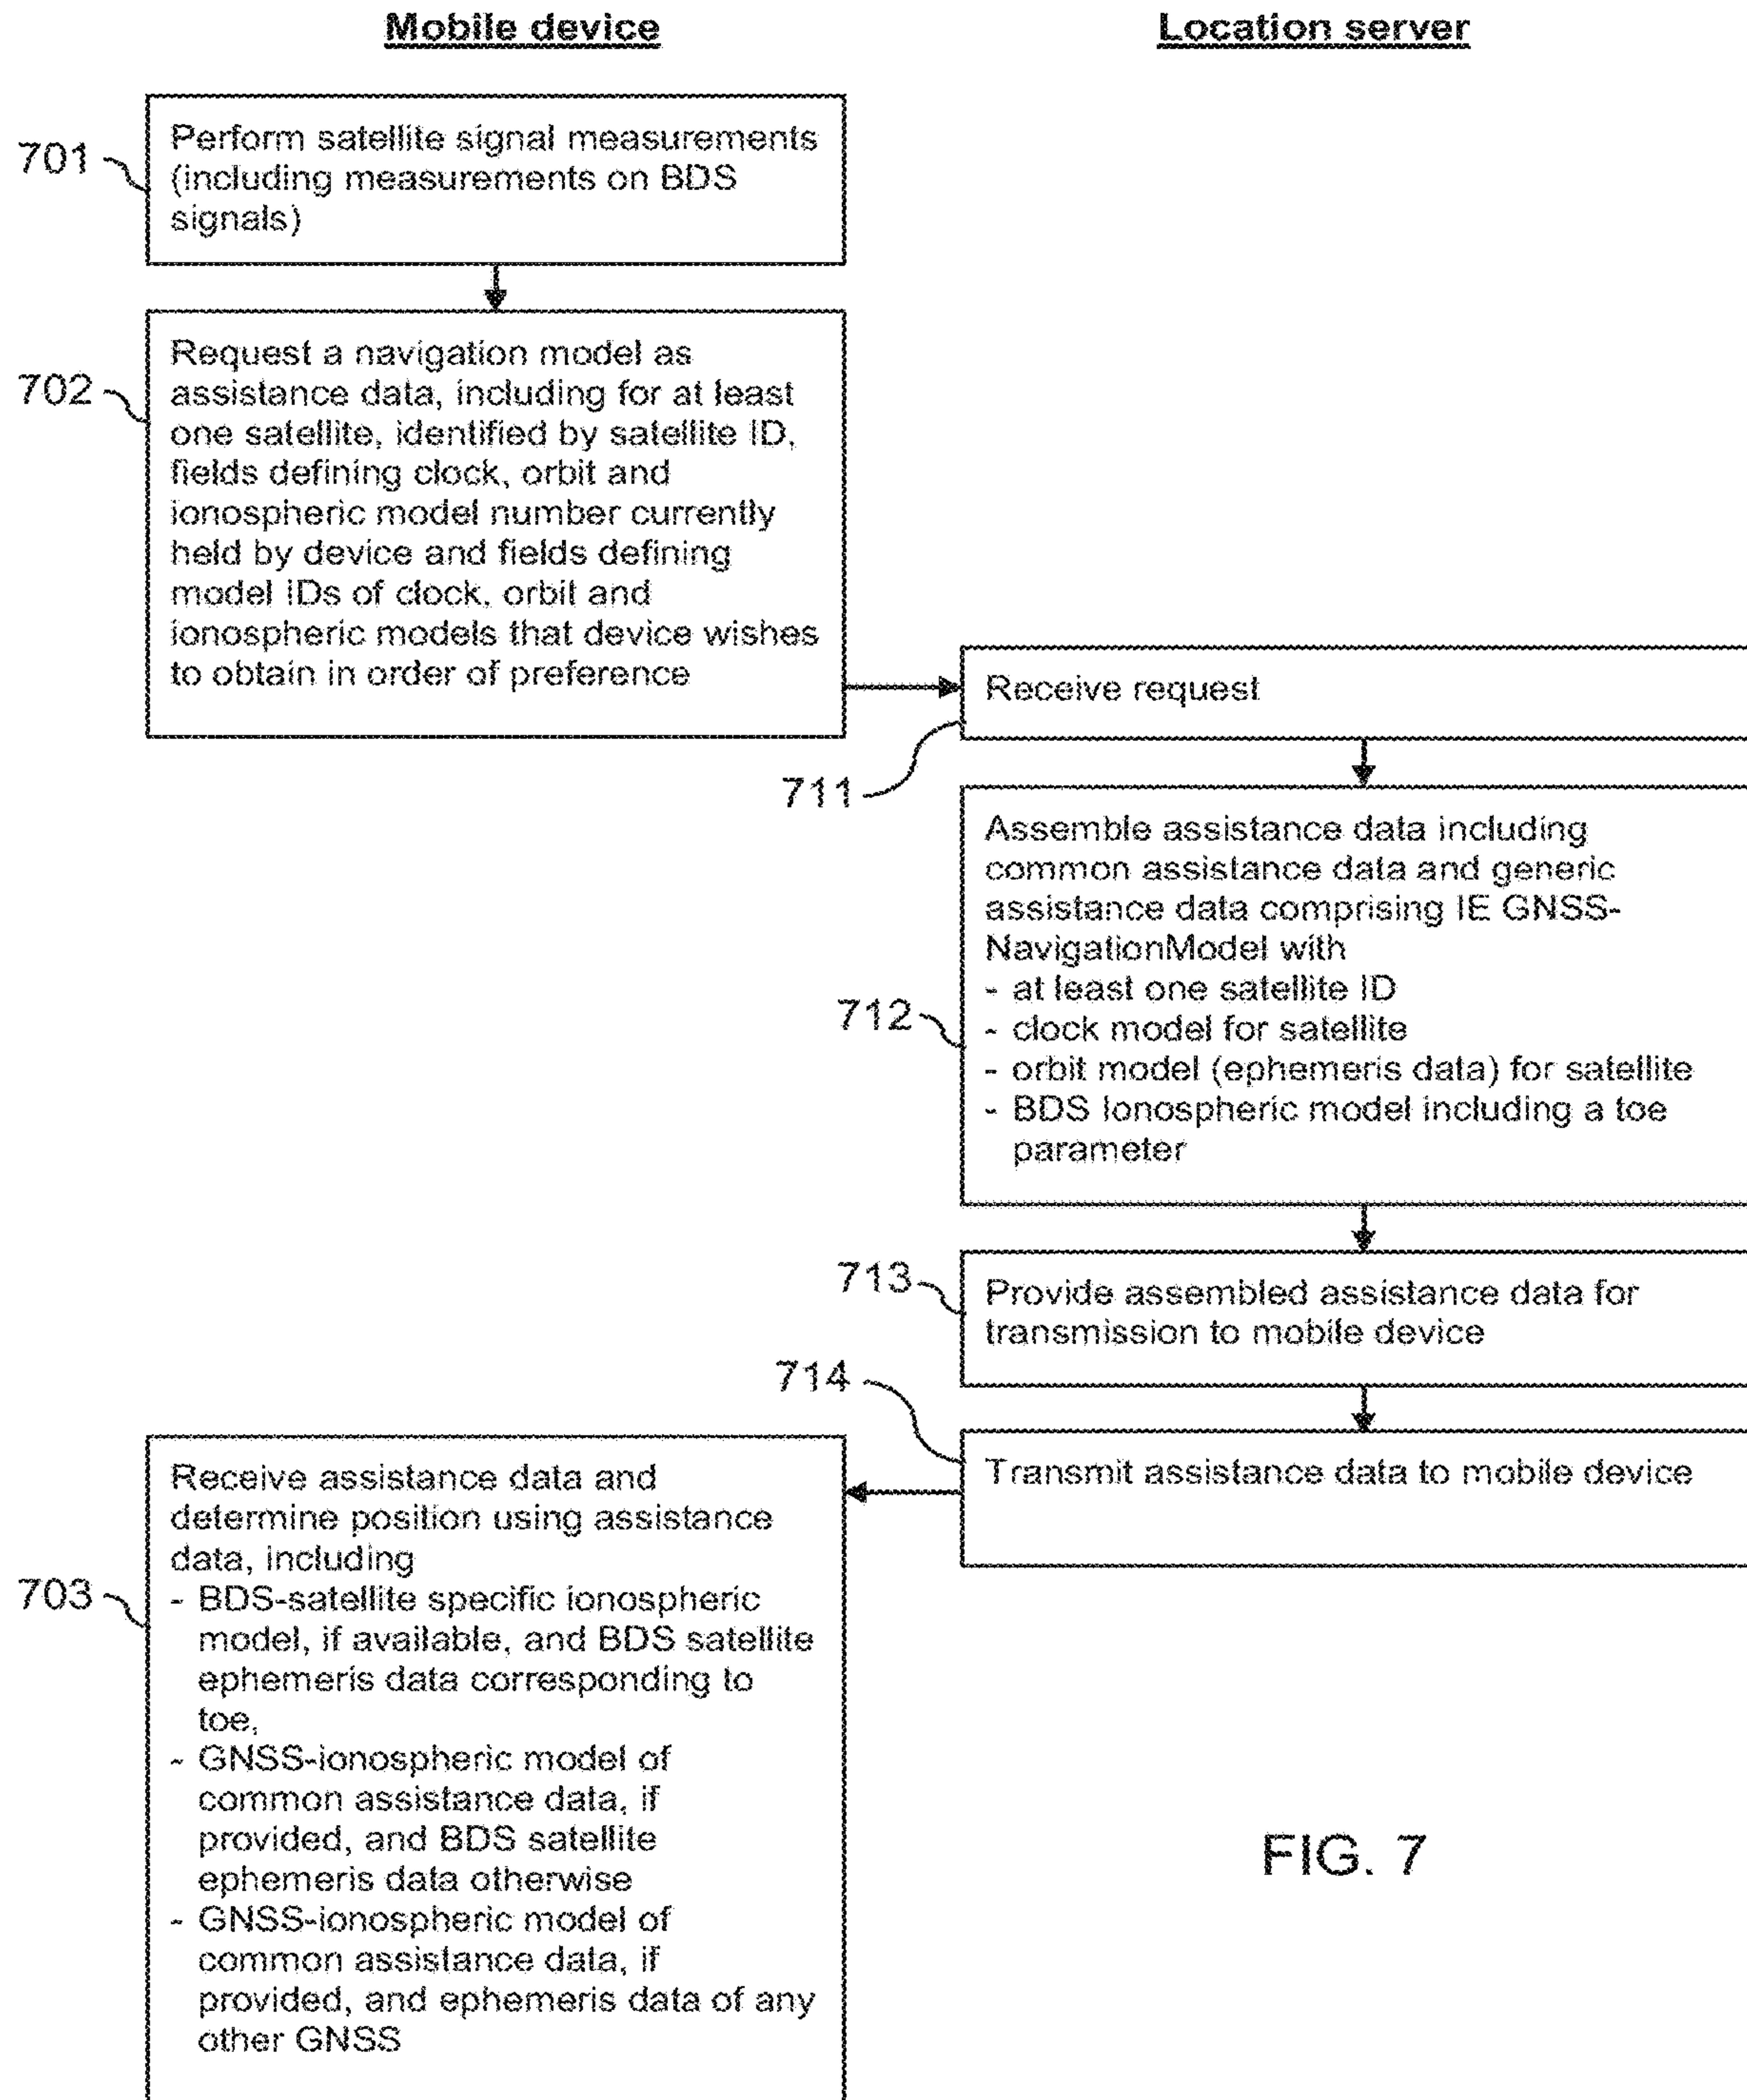 Mobile device
Location server
701
Perform satellite signal measurements
(including measurements on BDS
signals)
702
Request a navigation model as
assistance data, including for at least
one satellite, identified by satellite ID,
fields defining clock, orbit and
ionospheric model number currently
held by device and fields defining
model IDs of clock, orbit and
ionospheric models that device wishes
to obtain in order of preference
Receive request
711
Assemble assistance data including
common assistance data and generic
assistance data comprising IE GNSS-
NavigationModel with
- at least one satellite ID
- clock model for satellite
- orbit model (ephemeris data) for satellite
- BDS Ionospheric model including a toe
parameter
712
713
Provide assembled assistance data for
transmission to mobile device
714
Transmit assistance data to mobile device
703
Receive assistance data and
determine position using assistance
data, including
- BDS-satellite specific ionospheric
model, if available, and BDS satellite
ephemeris data corresponding to
toe,
- GNSS-ionospheric model of
common assistance data, if
provided, and BDS satellite
ephemeris data otherwise
- GNSS-ionospheric model of
common assistance data, if
provided, and ephemeris data of any
other GNSS
FIG. 7